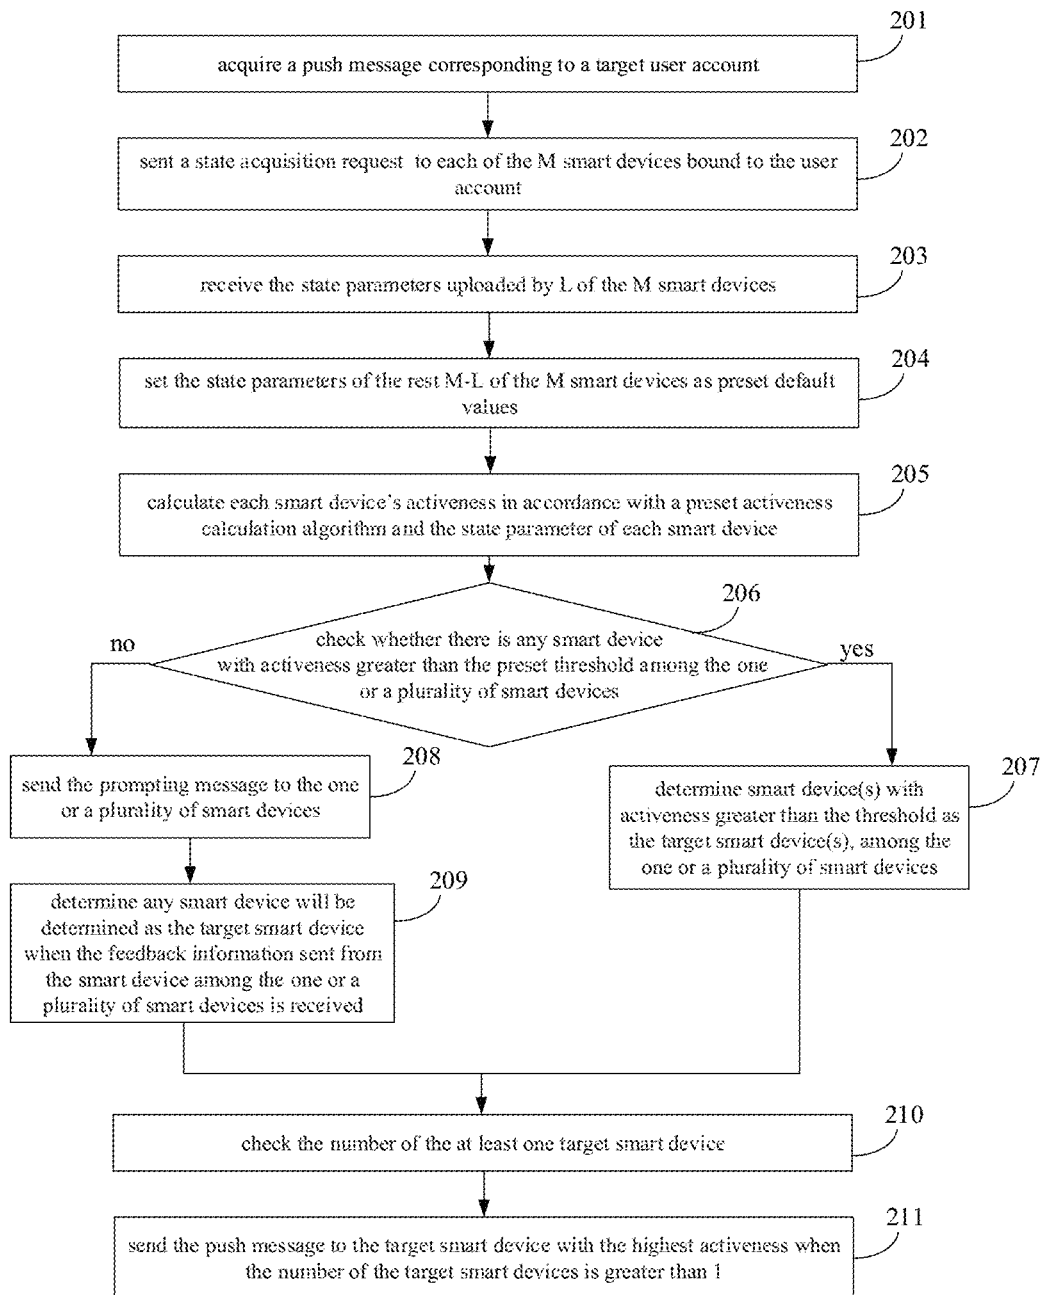 201
acquire a push message corresponding to a target user account
202
sent a state acquisition request to each of the M smart devices bound to the user
account
203
receive the state parameters uploaded by L of the M smart devices
204
set the state parameters of the rest M-L of the M smart devices as preset default
values
205
calculate each smart device's activeness in accordance with a preset activeness
calculation algorithm and the state parameter of each smart device
206
check whether there is any smart device
with activeness greater than the preset threshold among the one
or a plurality of smart devices
no
yes
208
send the prompting message to the one
or a plurality of smart devices
207
determine smart device(s) with
activeness greater than the threshold as
the target smart device(s), among the
one or a plurality of smart devices
209
determine any smart device will be
determined as the target smart device
when the feedback information sent from
the smart device among the one or a
plurality of smart devices is received
210
check the number of the at least one target smart device
211
send the push message to the target smart device with the highest activeness when
the number of the target smart devices is greater than 1